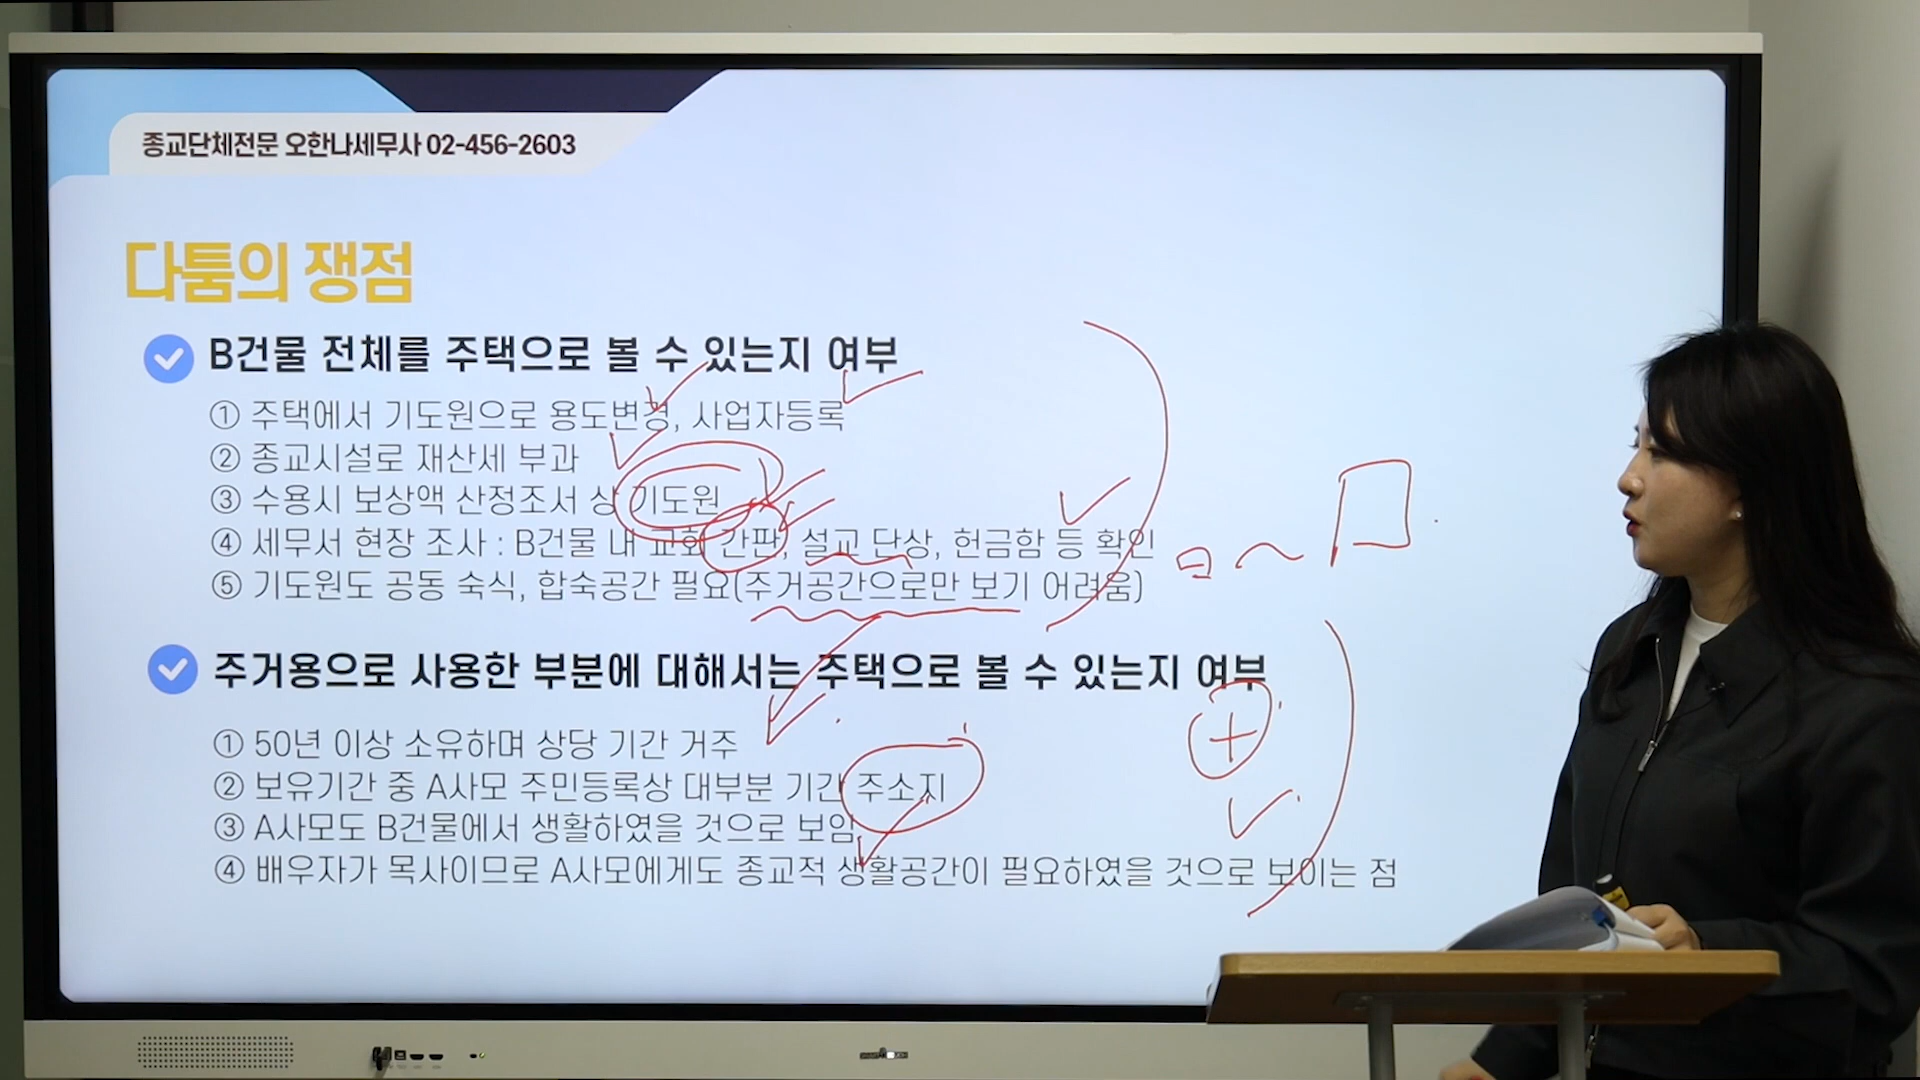 종교단체전문 오한나세무사 02-456-2603
다툼의 쟁점
B건물 전체를 주택으로 볼 수 있는지 여부
① 주택에서 기도원으로 용도변경, 사업자등록
② 종교시설로 재산세 부과
③ 수용시 보상액 산정조서 상 기도원
④ 세무서 현장 조사 : B건물 내 교회 간판, 설교 단상, 헌금함 등 확인
⑤ 기도원도 공동 숙식, 합숙공간 필요(주거공간으로만 보기 어려움)
주거용으로 사용한 부분에 대해서는 주택으로 볼 수 있는지 여부
① 50년 이상 소유하며 상당 기간 거주
② 보유기간 중 A사모 주민등록상 대부분 기간 주소지
③ A사모도 B건물에서 생활하였을 것으로 보임
④ 배우자가 목사이므로 A사모에게도 종교적 생활공간이 필요하였을 것으로 보이는 점